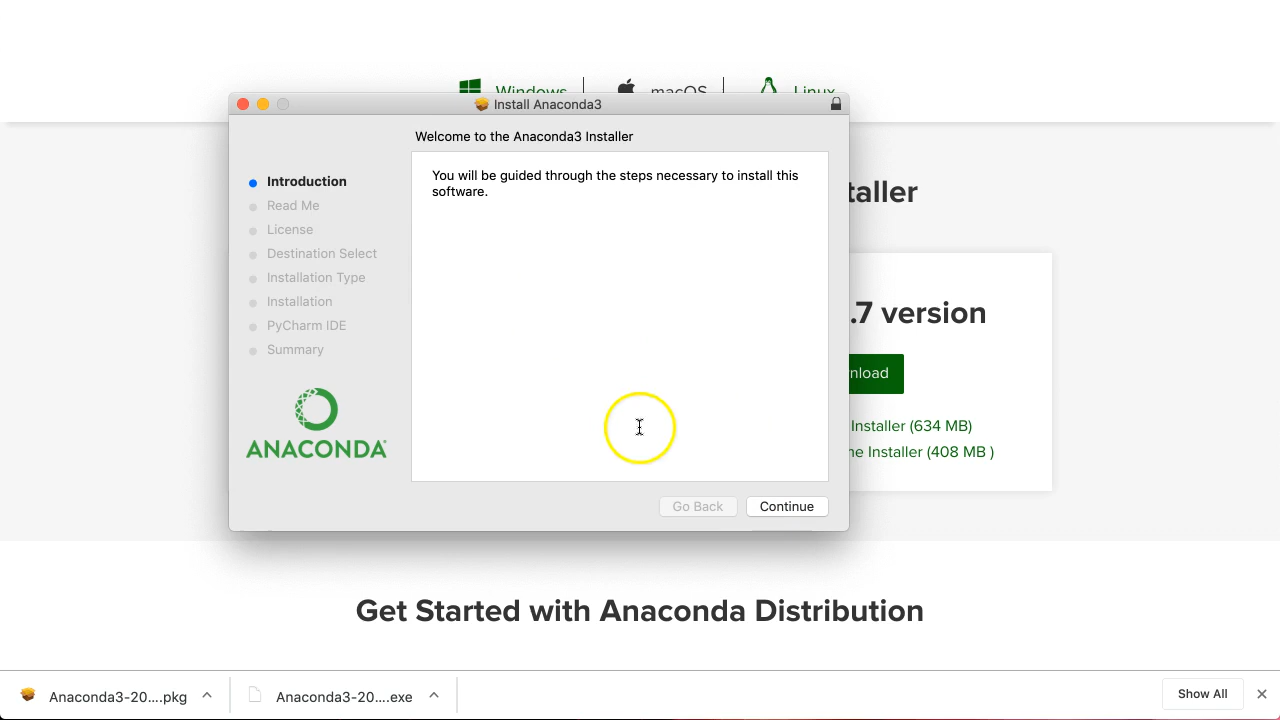 Windows
macOS
Linux
Install Anaconda3
Welcome to the Anaconda3 Installer
You will be guided through the steps necessary to install this
software.
Introduction
Read Me
License
Destination Select
Installation Type
Installation
PyCharm IDE
Summary
ANACONDA
Go Back
Continue
taller
.7 version
nload
Installer (634 MB)
ne Installer (408 MB )
Get Started with Anaconda Distribution
Anaconda3-20....pkg
Anaconda3-20....exe
Show All